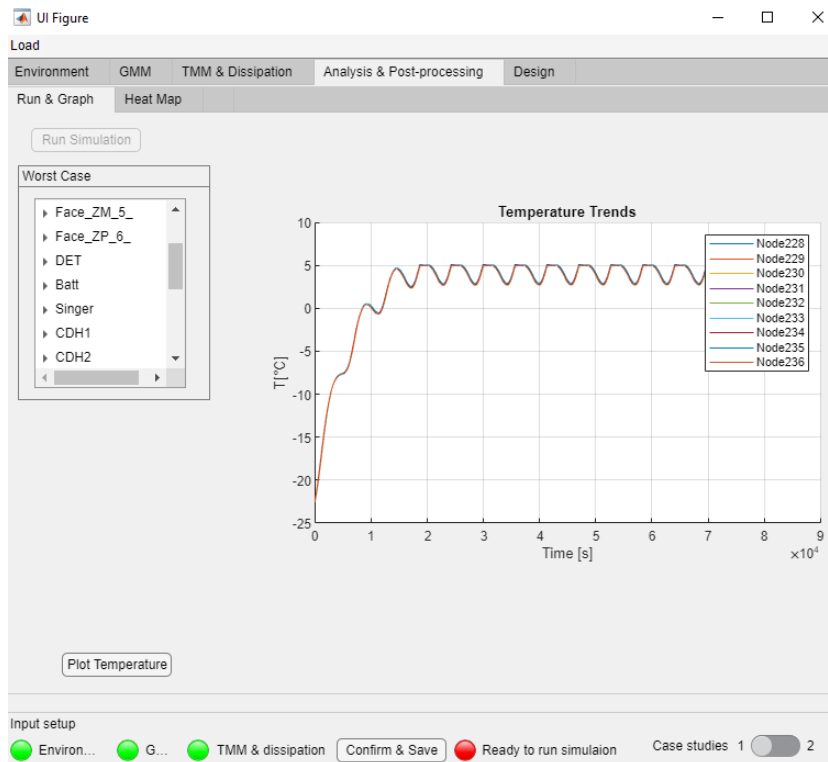 UI Figure
Load
Environment GMM TMM & Dissipation Analysis & Post-processing Design
Run & Graph Heat Map
Run Simulation
Worst Case
Face_ZM_5_
Face_ZP_6_
DET
Batt
Singer
CDH1
CDH2
Temperature Trends
10
5
0
-5
-10
-15
-20
-25
T[°C]
0 1 2 3 4 5 6 7 8 9
Time [s]
×10⁴
Node228
Node229
Node230
Node231
Node232
Node233
Node234
Node235
Node236
Plot Temperature
Input setup
Environ... G... TMM & dissipation Confirm & Save Ready to run simulaion Case studies 1 2